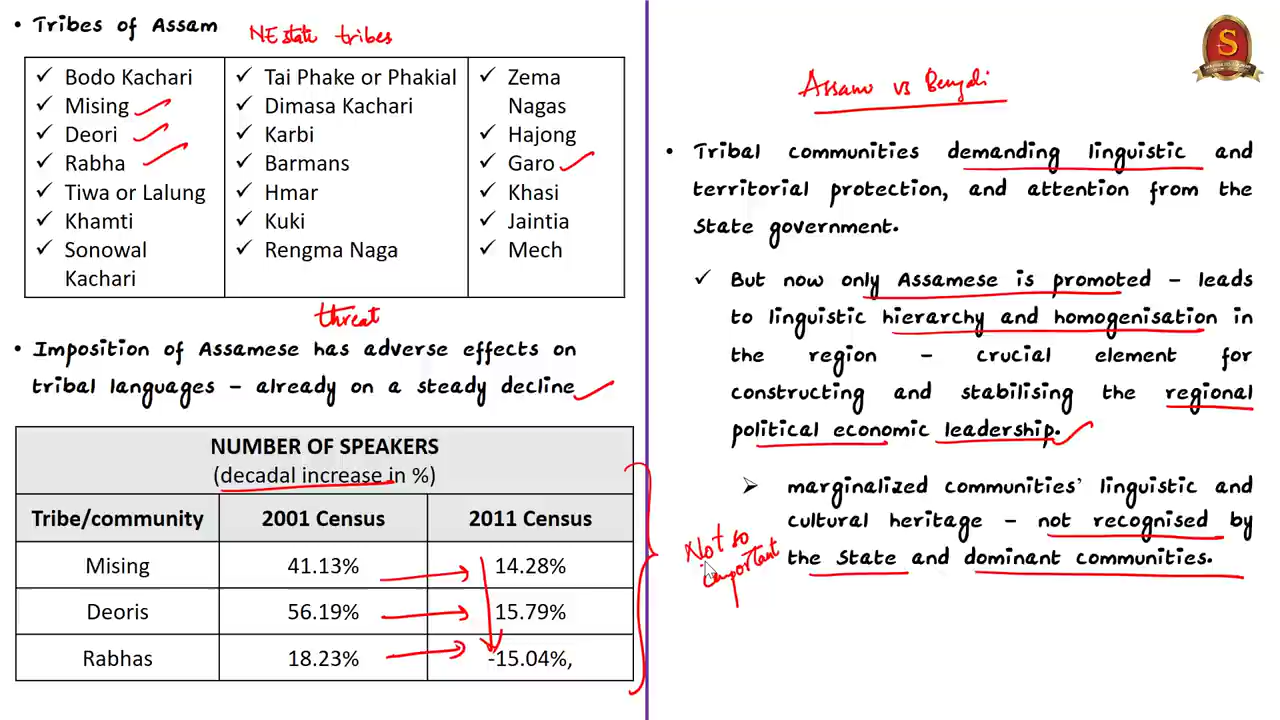 • Tribes of Assam
NE state tribes
✓ Bodo Kachari
✓ Mising
✓ Deori
✓ Rabha
✓ Tiwa or Lalung
✓ Khamti
✓ Sonowal
Kachari
✓ Tai Phake or Phakial
✓ Dimasa Kachari
✓ Karbi
✓ Barmans
✓ Hmar
✓ Kuki
✓ Rengma Naga
✓ Zema
Nagas
✓ Hajong
✓ Garo
✓ Khasi
✓ Jaintia
✓ Mech
threat
• Imposition of Assamese has adverse effects on
tribal languages – already on a steady decline
NUMBER OF SPEAKERS
(decadal increase in %)
Tribe/community 2001 Census 2011 Census
Mising 41.13% 14.28%
Deoris 56.19% 15.79%
Rabhas 18.23% -15.04%,
S
Assam vs Bengali
• Tribal communities demanding linguistic and
territorial protection, and attention from the
State government.
✓ But now only Assamese is promoted – leads
to linguistic hierarchy and homogenisation in
the region – crucial element for
constructing and stabilising the regional
political economic leadership.
➢ marginalized communities' linguistic and
cultural heritage – not recognised by
the State and dominant communities.
Not so
important